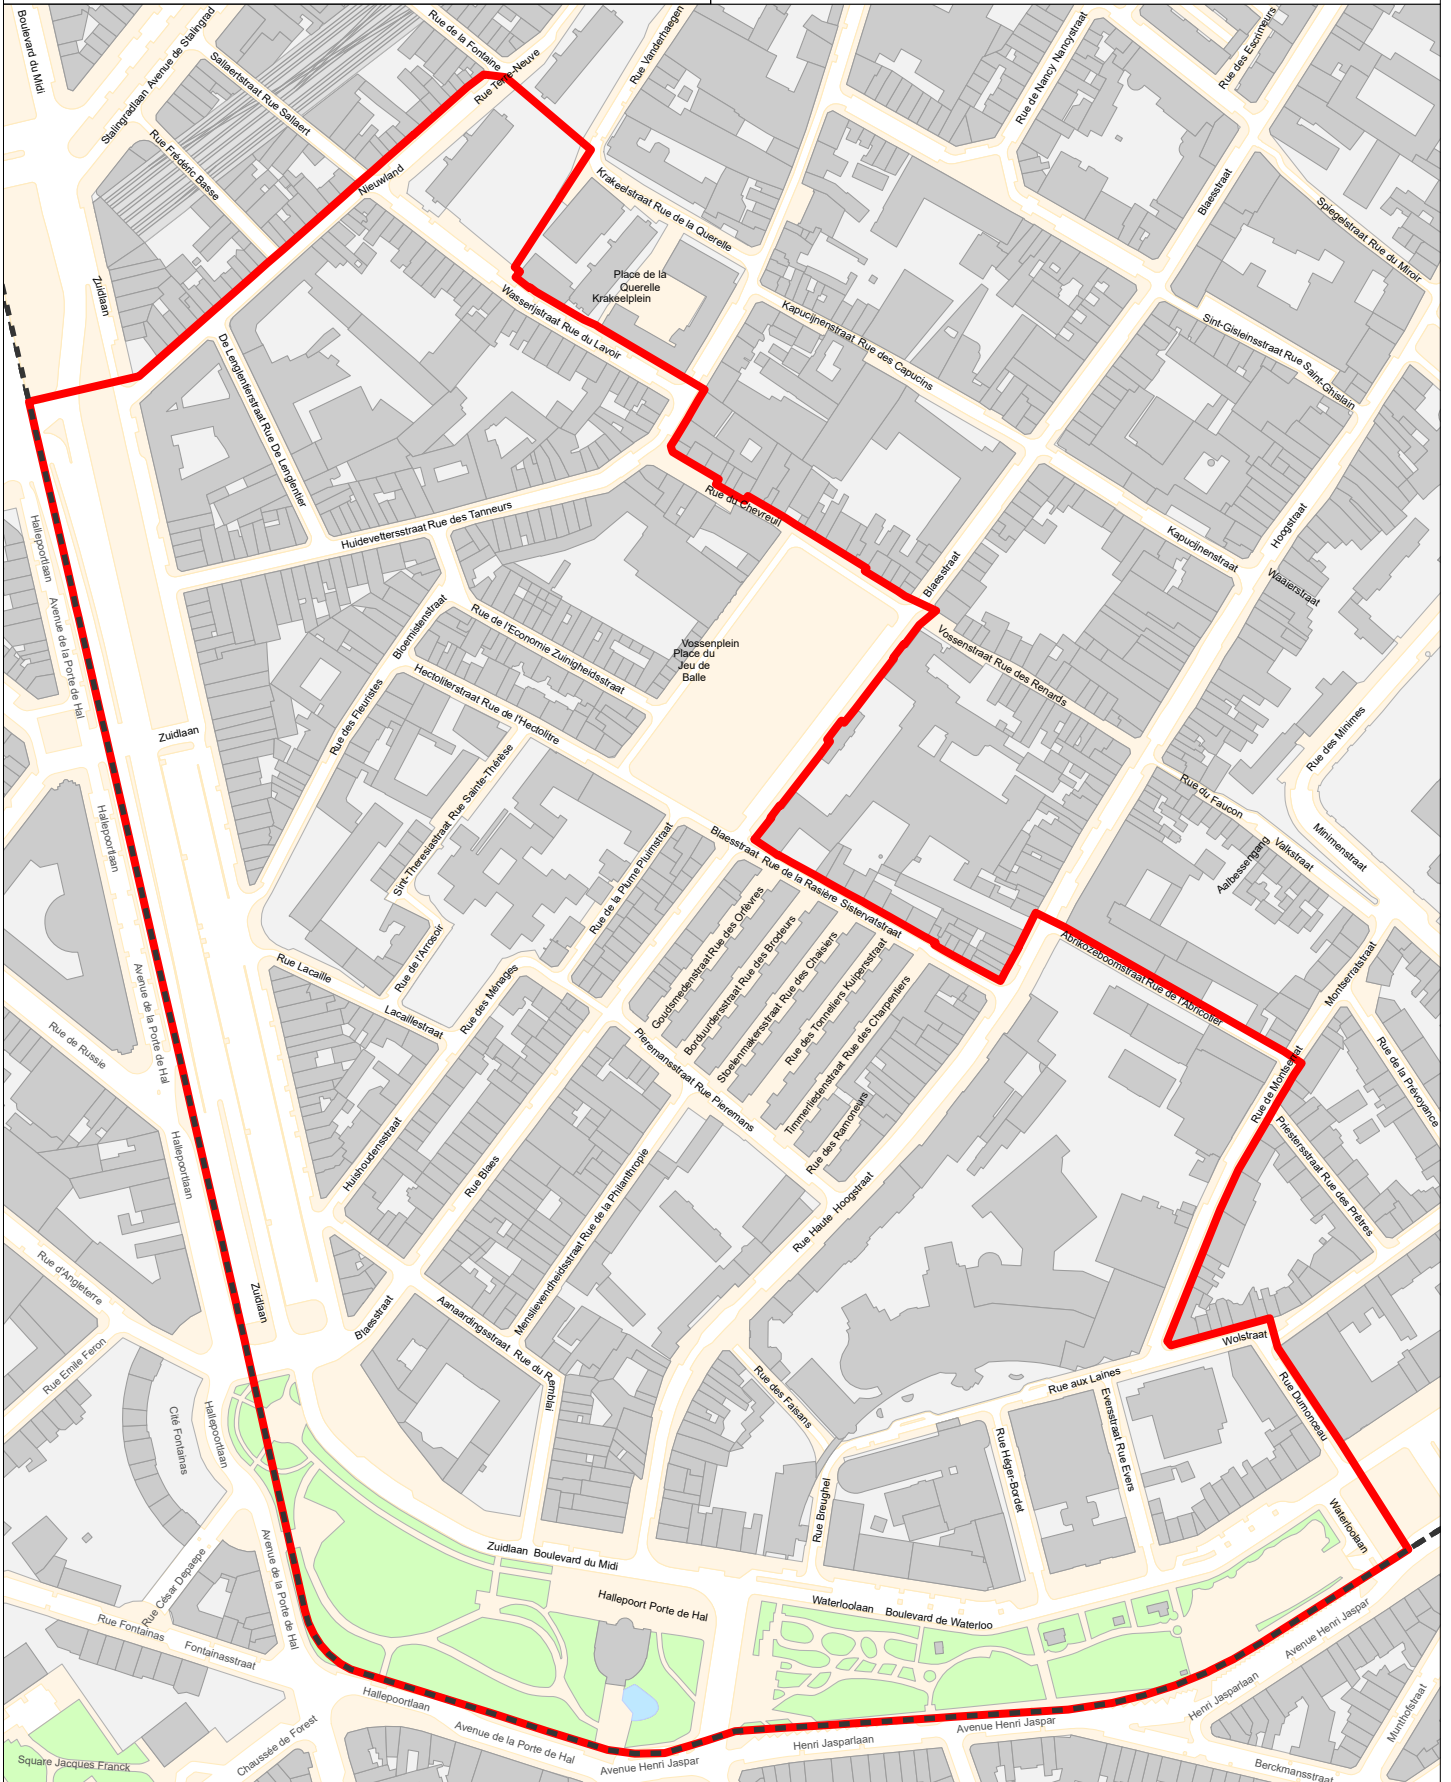 Boulevard du Midi
Stalingradlaan Avenue de Stalingrad
Sallaertstraat Rue Sallaert
Rue Frédéric Basse
Rue de la Fontaine
Rue Terre-Neuve
Nieuwland
Rue Vanderhaegen
Krakeelstraat Rue de la Querelle
Rue de Nancy Nancystraat
Rue des Escrimeurs
Blaesstraat
Spiegelstraat Rue du Miroir
Zuidlaan
Place de la
Querelle
Krakeelplein
Wasserijstraat Rue du Lavoir
Kapucijnenstraat Rue des Capucins
Sint-Gisleinsstraat Rue Saint-Ghislain
De Lenglentierstraat Rue De Lenglentier
Huidevettersstraat Rue des Tanneurs
Rue du Chevreuil
Blaesstraat
Kapucijnenstraat
Hoogstraat
Waaierstraat
Hallepoortlaan
Avenue de la Porte de Hal
Bloemistenstraat
Rue de l'Economie Zuinigheidsstraat
Vossenplein
Place du
Jeu de
Balle
Vossenstraat Rue des Renards
Hectoliterstraat Rue de l'Hectolitre
Rue des Fleuristes
Zuidlaan
Rue des Minimes
Rue du Faucon
Valkstraat
Minimenstraat
Aalbessengang
Sint-Theresiastraat Rue Sainte-Thérèse
Hallepoortlaan
Rue de la Plume Pluimstraat
Blaesstraat
Rue de la Rasière Sistervatstraat
Goudsmedenstraat Rue des Orfèvres
Borduurdersstraat Rue des Brodeurs
Stoelenmakersstraat Rue des Chaisiers
Rue des Tonneliers Kuipersstraat
Timmerliedenstraat Rue des Charpentiers
Rue des Ramoneurs
Abrikozeboomstraat Rue de l'Abricotier
Montserratstraat
Rue de Montserrat
Rue de la Prévoyance
Priestersstraat Rue des Prêtres
Rue Lacaille
Rue de l'Arrosoir
Lacaillestraat
Rue des Ménages
Avenue de la Porte de Hal
Rue de Russie
Pieremansstraat Rue Pieremans
Hallepoortlaan
Huishoudensstraat
Rue Blaes
Menslievendheidsstraat Rue de la Philanthropie
Rue Haute Hoogstraat
Rue d'Angleterre
Zuidlaan
Blaesstraat
Aanaardingsstraat Rue du Remblai
Rue Emile Feron
Cité Fontainas
Hallepoortlaan
Rue des Faisans
Rue aux Laines
Wolstraat
Rue Dumonceau
Eversstraat Rue Evers
Rue Héger-Bordet
Rue Breughel
Waterloolaan
Zuidlaan Boulevard du Midi
Hallepoort Porte de Hal
Waterloolaan Boulevard de Waterloo
Rue César Depaepe
Avenue de la Porte de Hal
Rue Fontainas
Fontainasstraat
Hallepoortlaan
Avenue de la Porte de Hal
Chaussée de Forest
Square Jacques Franck
Avenue Henri Jaspar
Henri Jasparlaan
Avenue Henri Jaspar
Henri Jasparlaan
Avenue Henri Jaspar
Munthofstraat
Berckmansstraat